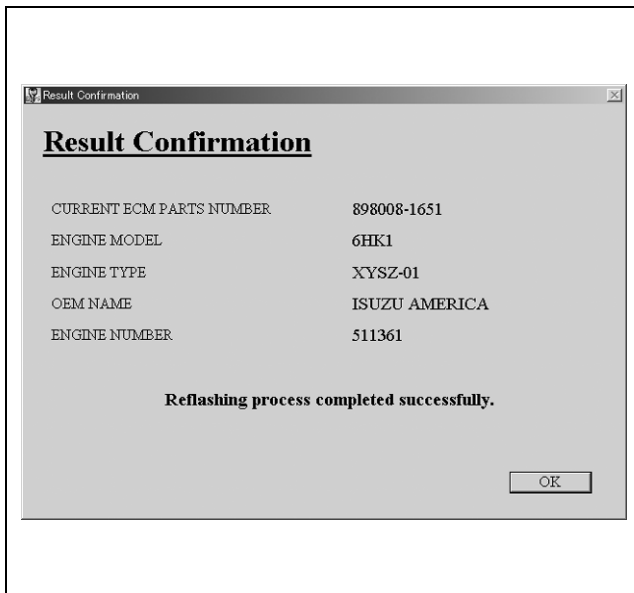 Result Confirmation
Result Confirmation
CURRENT ECM PARTS NUMBER 898008-1651
ENGINE MODEL 6HK1
ENGINE TYPE XYSZ-01
OEM NAME ISUZU AMERICA
ENGINE NUMBER 511361
Reflashing process completed successfully.
OK